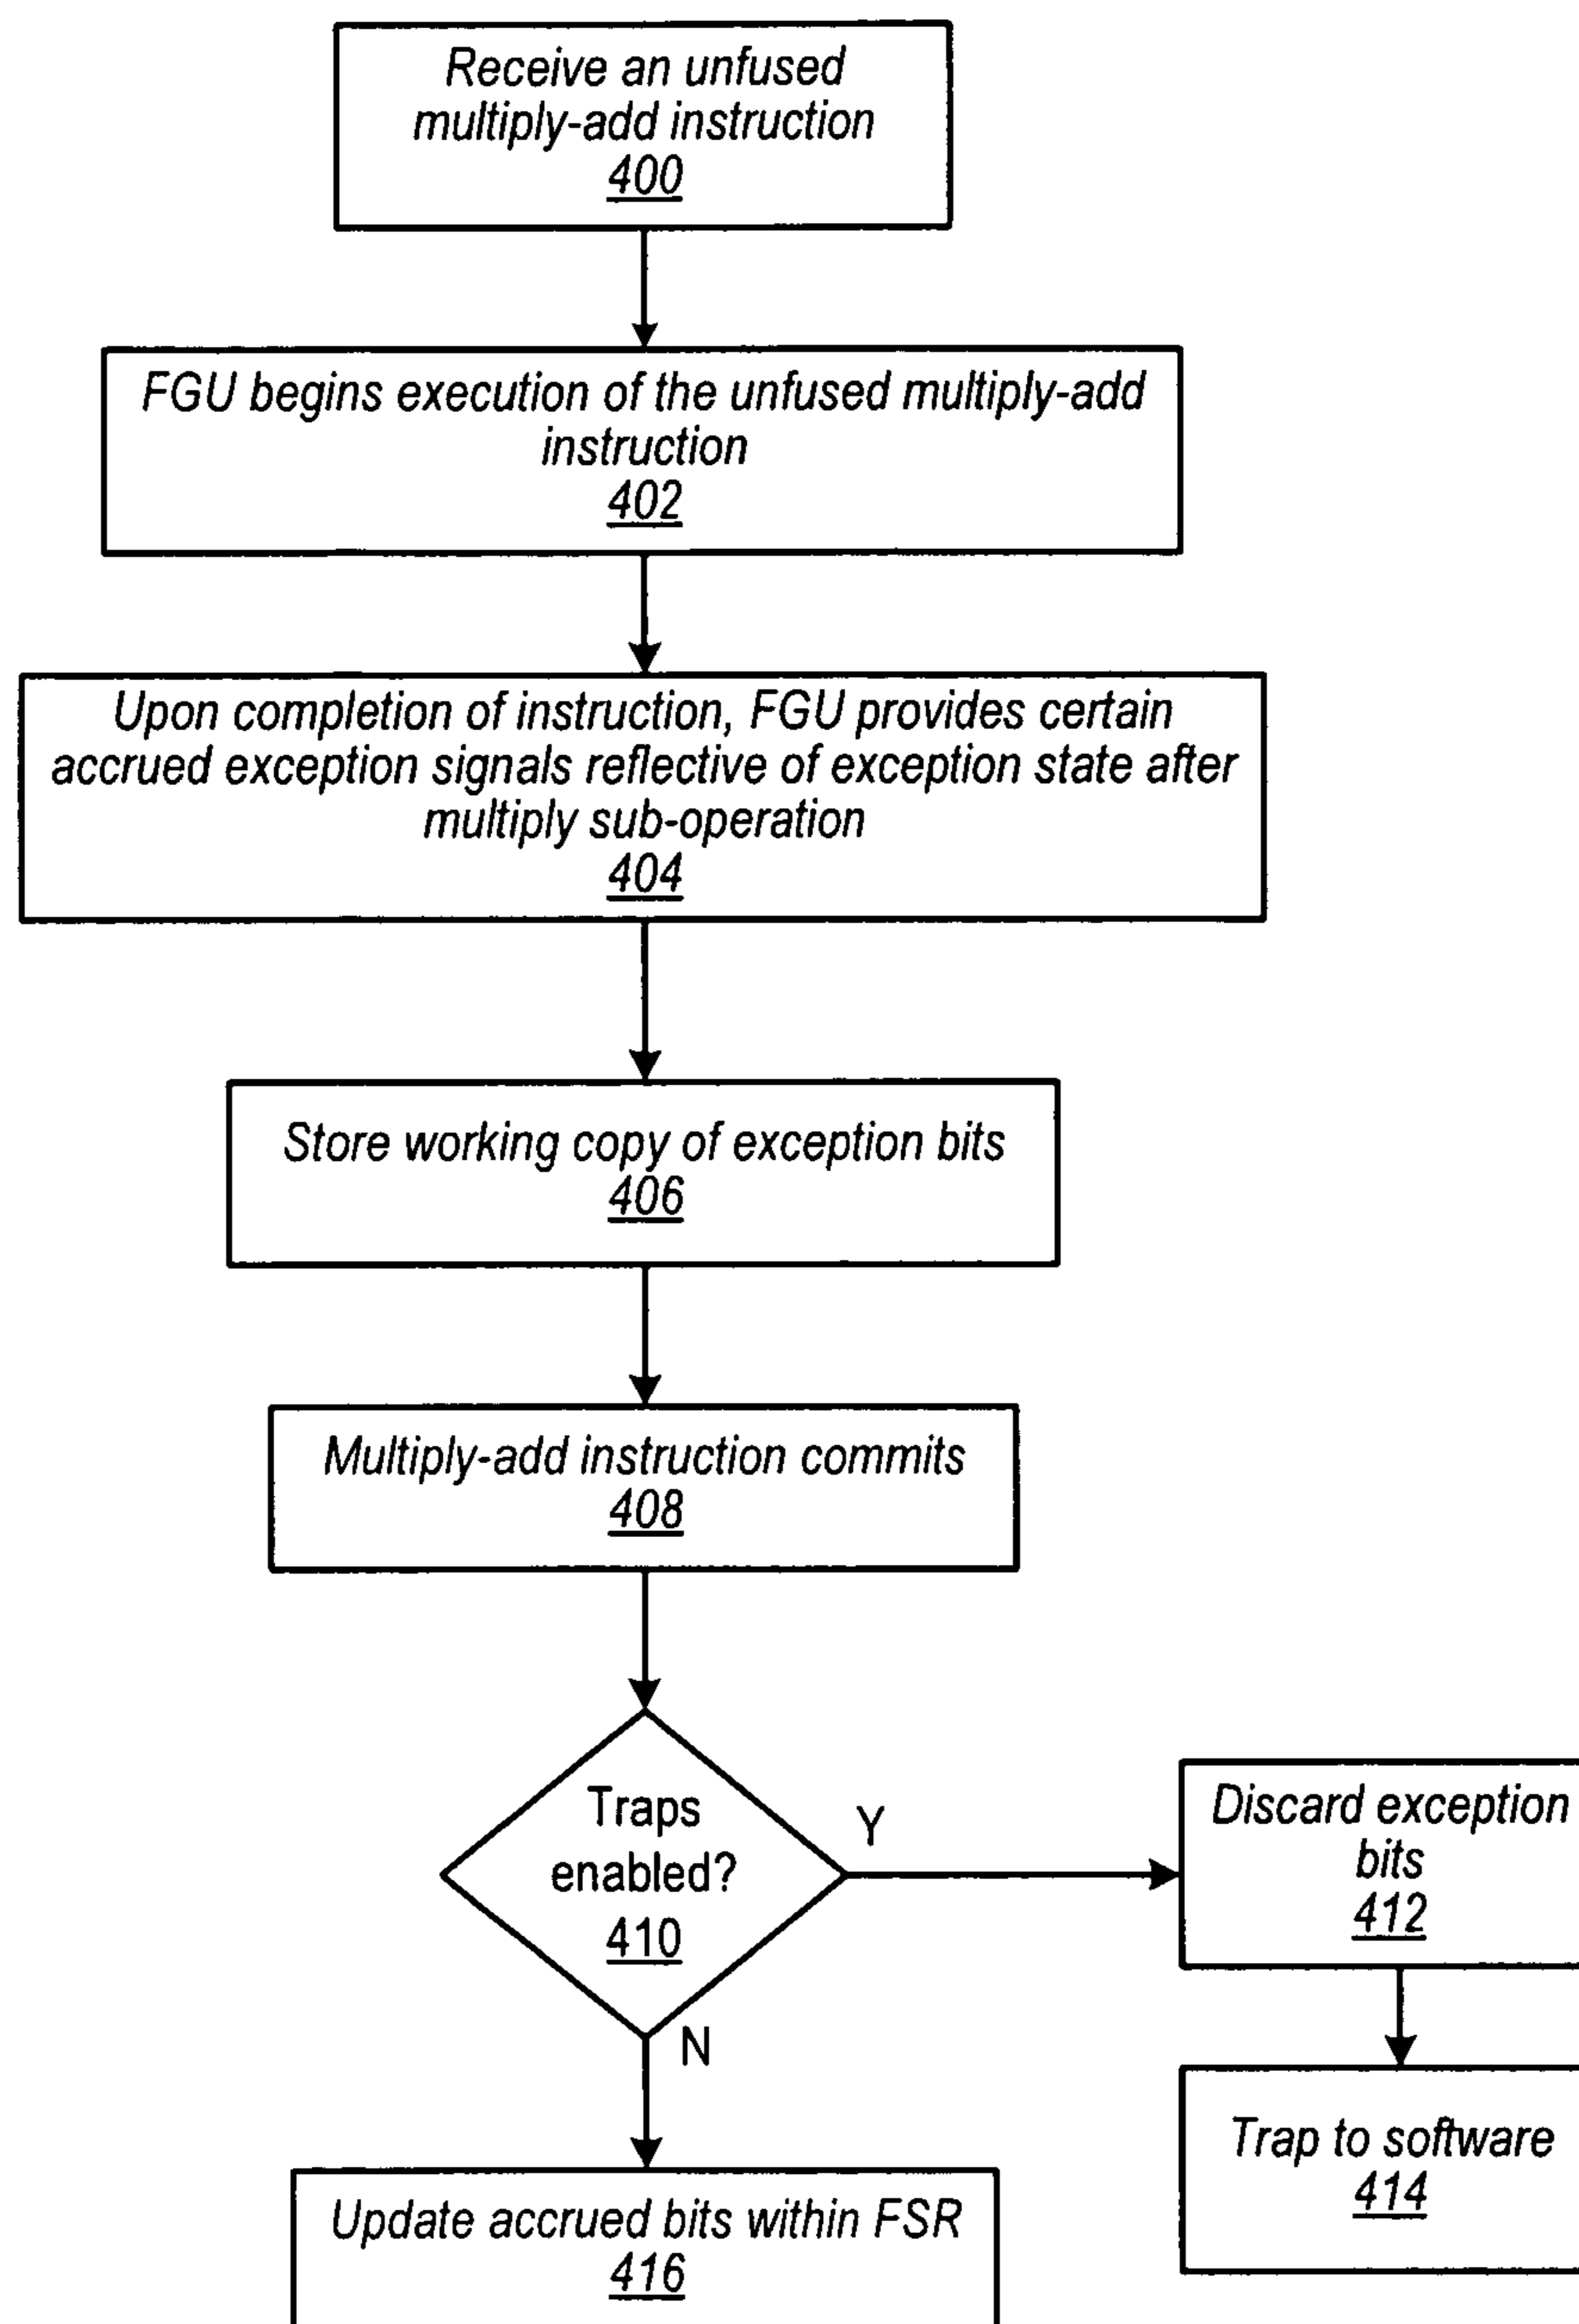 Receive an unfused
multiply-add instruction
400
FGU begins execution of the unfused multiply-add
instruction
402
Upon completion of instruction, FGU provides certain
accrued exception signals reflective of exception state after
multiply sub-operation
404
Store working copy of exception bits
406
Multiply-add instruction commits
408
Traps
enabled?
410
Y
Discard exception
bits
412
N
Trap to software
414
Update accrued bits within FSR
416